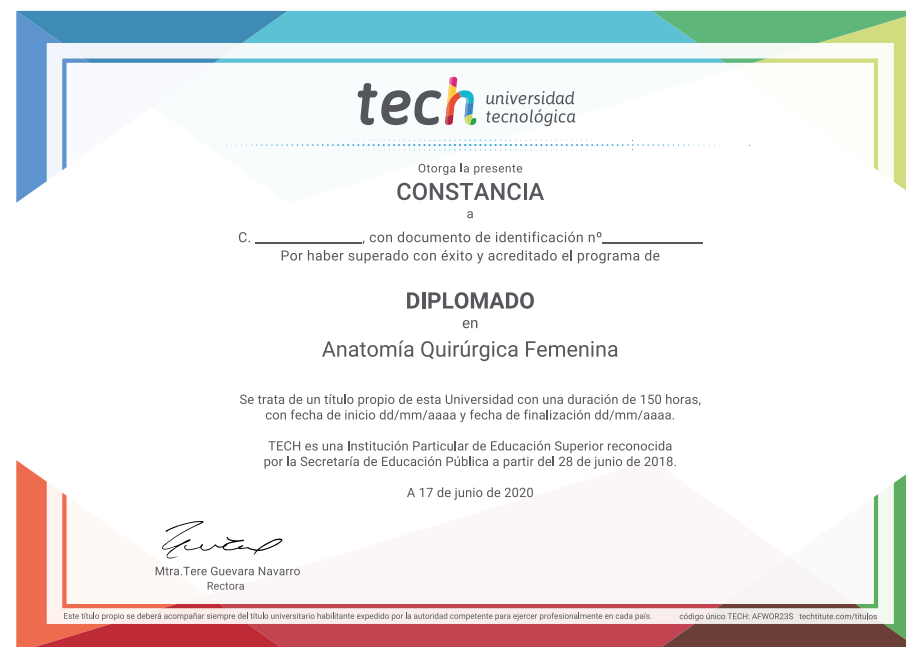 tech universidad
tecnológica
Otorga la presente
CONSTANCIA
a
C. ____________, con documento de identificación nº____________
Por haber superado con éxito y acreditado el programa de
DIPLOMADO
en
Anatomía Quirúrgica Femenina
Se trata de un título propio de esta Universidad con una duración de 150 horas,
con fecha de inicio dd/mm/aaaa y fecha de finalización dd/mm/aaaa.
TECH es una Institución Particular de Educación Superior reconocida
por la Secretaría de Educación Pública a partir del 28 de junio de 2018.
A 17 de junio de 2020
Mtra.Tere Guevara Navarro
Rectora
Este título propio se deberá acompañar siempre del título universitario habilitante expedido por la autoridad competente para ejercer profesionalmente en cada país. código único TECH: AFWOR23S techtitute.com/titulos